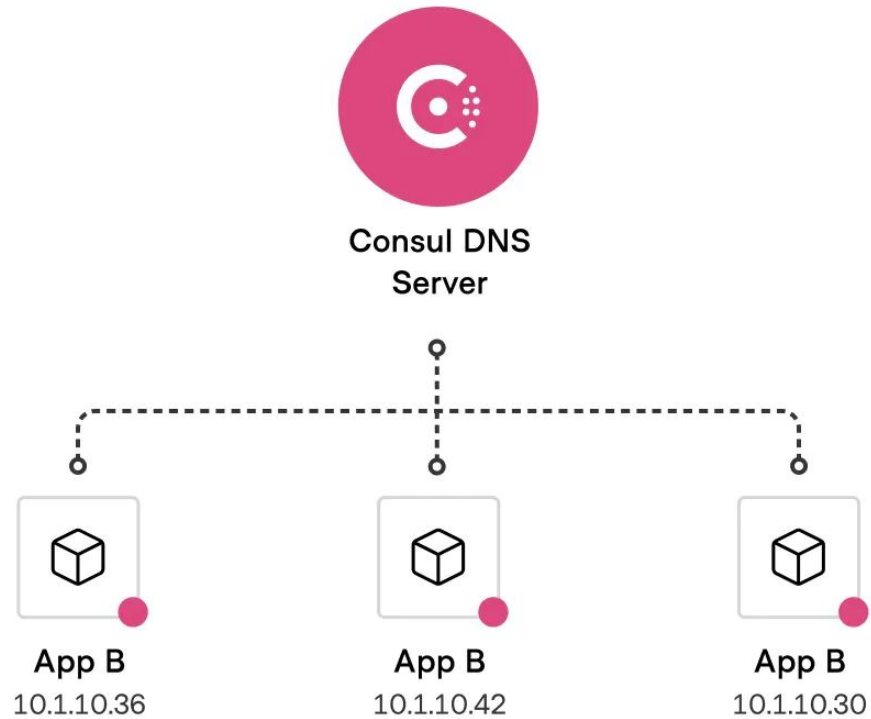 Consul DNS
Server
App B
10.1.10.36
App B
10.1.10.42
App B
10.1.10.30